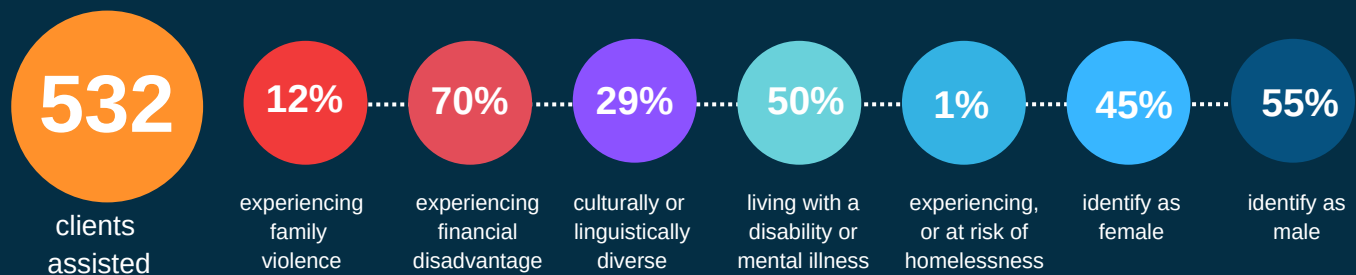 532
clients
assisted
12%
experiencing
family
violence
70%
experiencing
financial
disadvantage
29%
culturally or
linguistically
diverse
50%
living with a
disability or
mental illness
1%
experiencing,
or at risk of
homelessness
45%
identify as
female
55%
identify as
male